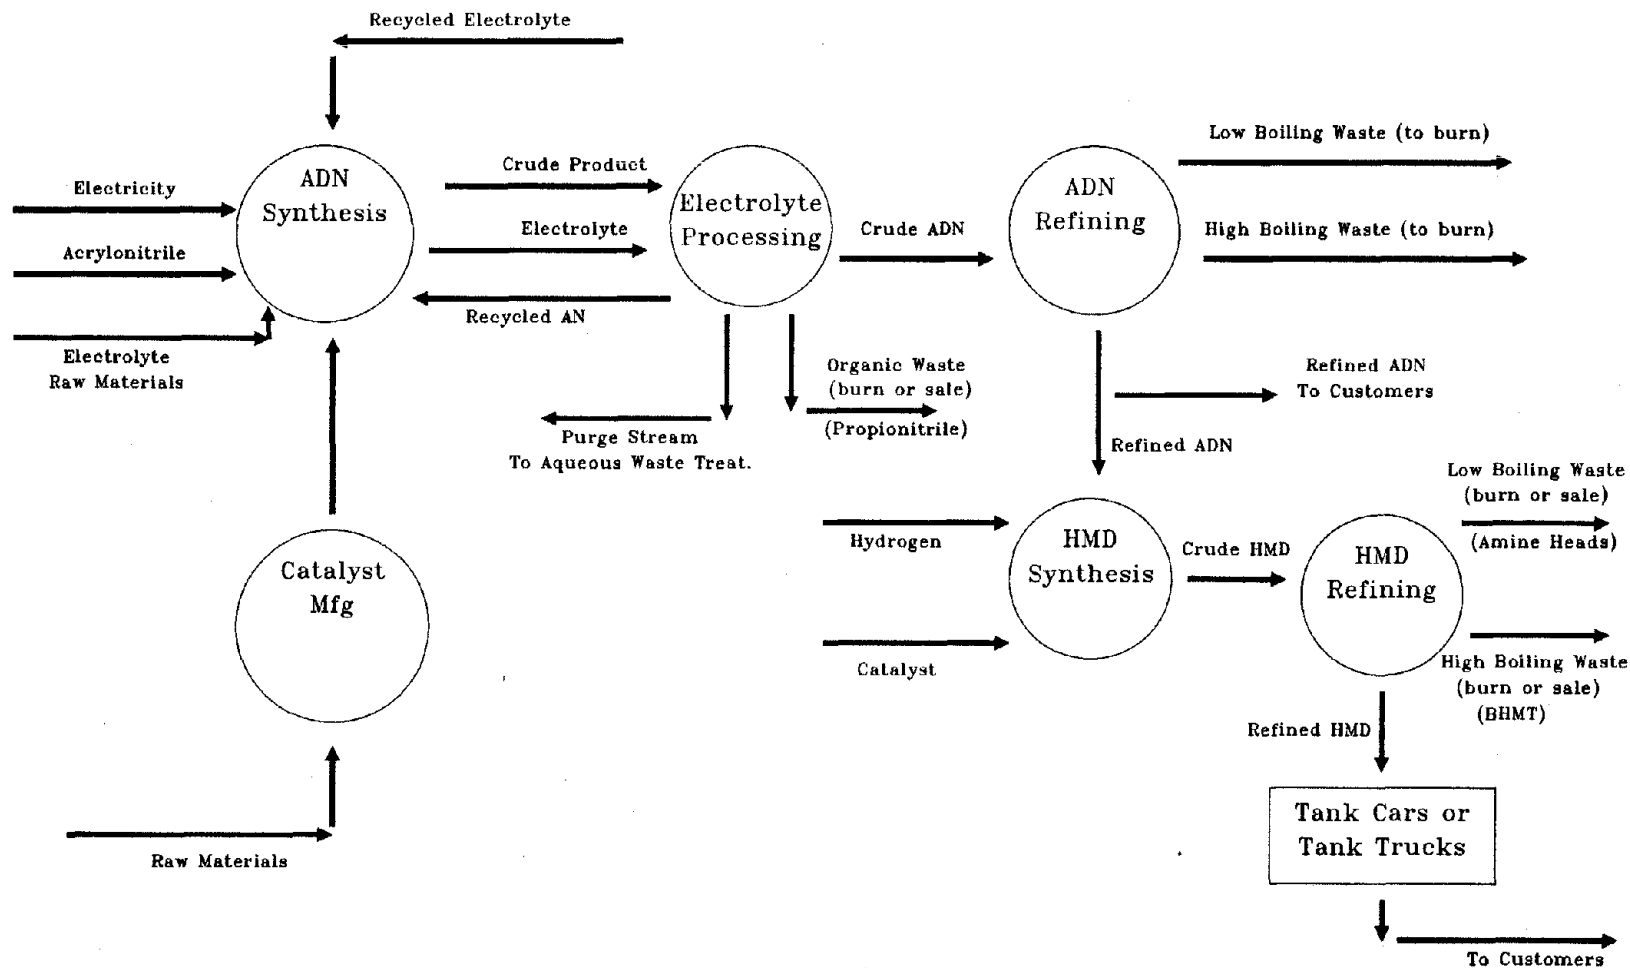 Recycled Electrolyte
ADN
Synthesis
Electricity
Acrylonitrile
Electrolyte
Raw Materials
Crude Product
Electrolyte
Recycled AN
Electrolyte
Processing
Crude ADN
ADN
Refining
Low Boiling Waste (to burn)
High Boiling Waste (to burn)
Purge Stream
To Aqueous Waste Treat.
Organic Waste
(burn or sale)
(Propionitrile)
Refined ADN
To Customers
Refined ADN
Catalyst
Mfg
Raw Materials
Hydrogen
Catalyst
HMD
Synthesis
Crude HMD
HMD
Refining
Low Boiling Waste
(burn or sale)
(Amine Heads)
High Boiling Waste
(burn or sale)
(BHMT)
Refined HMD
Tank Cars or
Tank Trucks
To Customers